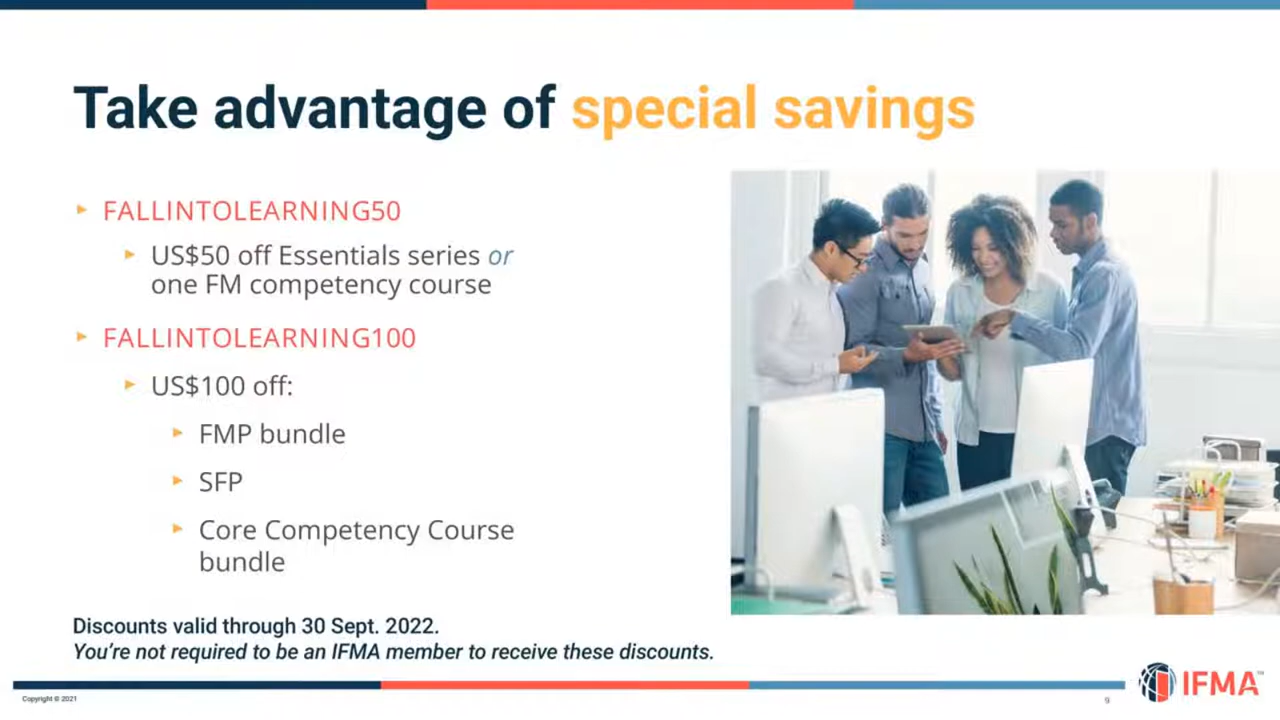 Take advantage of special savings
FALLINTOLEARNING50
US$50 off Essentials series or
one FM competency course
FALLINTOLEARNING100
US$100 off:
FMP bundle
SFP
Core Competency Course
bundle
Discounts valid through 30 Sept. 2022.
You're not required to be an IFMA member to receive these discounts.
Copyright © 2021
9
IFMA™